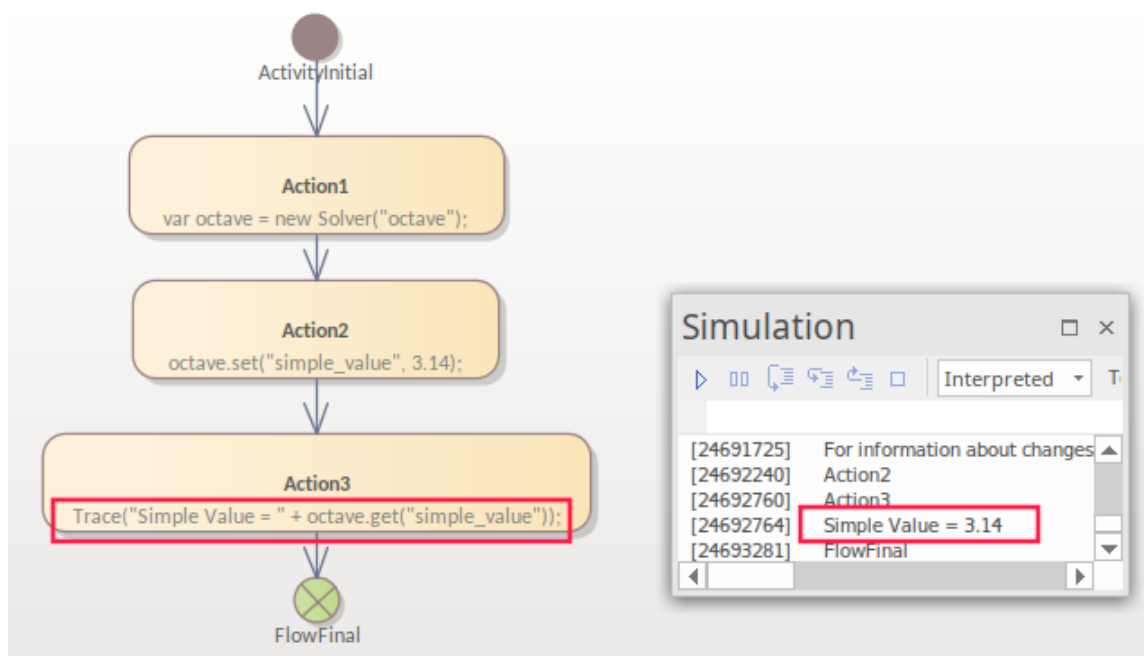 ActivityInitial
Action1
var octave = new Solver("octave");
Action2
octave.set("simple_value", 3.14);
Action3
Trace("Simple Value = " + octave.get("simple_value"));
FlowFinal
Simulation
Interpreted
[24691725] For information about changes
[24692240] Action2
[24692760] Action3
[24692764] Simple Value = 3.14
[24693281] FlowFinal